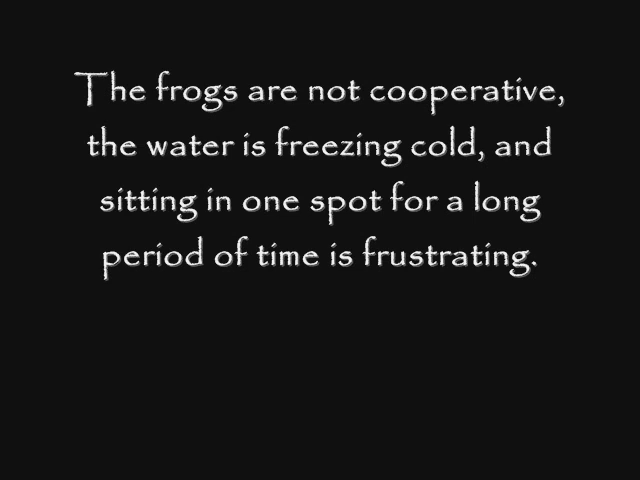 The frogs are not cooperative,
the water is freezing cold, and
sitting in one spot for a long
period of time is frustrating.